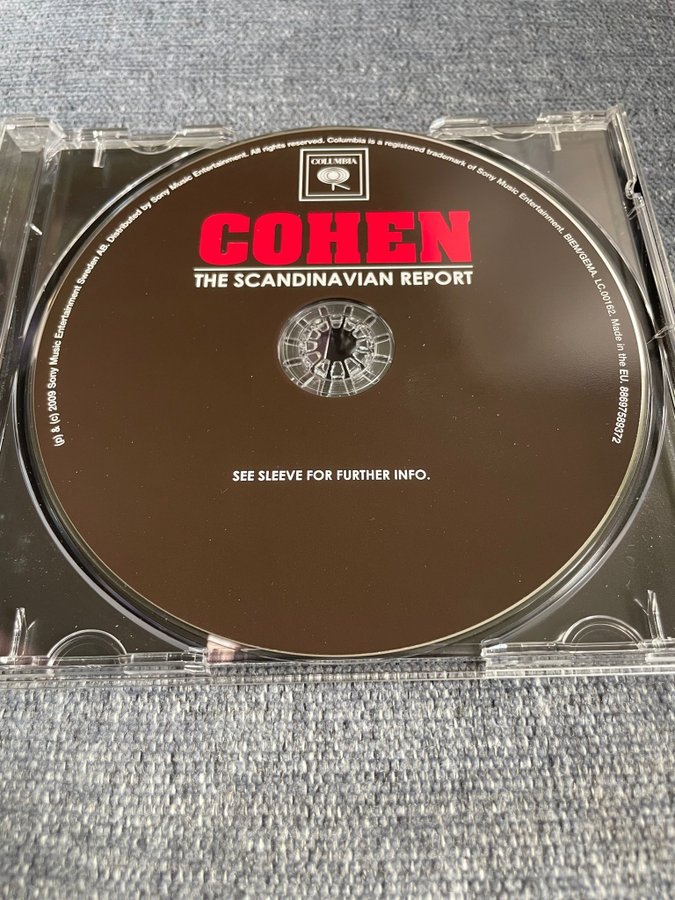 COLUMBIA
COHEN
THE SCANDINAVIAN REPORT
SEE SLEEVE FOR FURTHER INFO.
(p) & (c) 2009 Sony Music Entertainment Sweden AB. Distributed by Sony Music Entertainment. All rights reserved. Columbia is a registered trademark of Sony Music Entertainment. BIEM/GEMA. LC.00162. Made in the EU. 88697589372